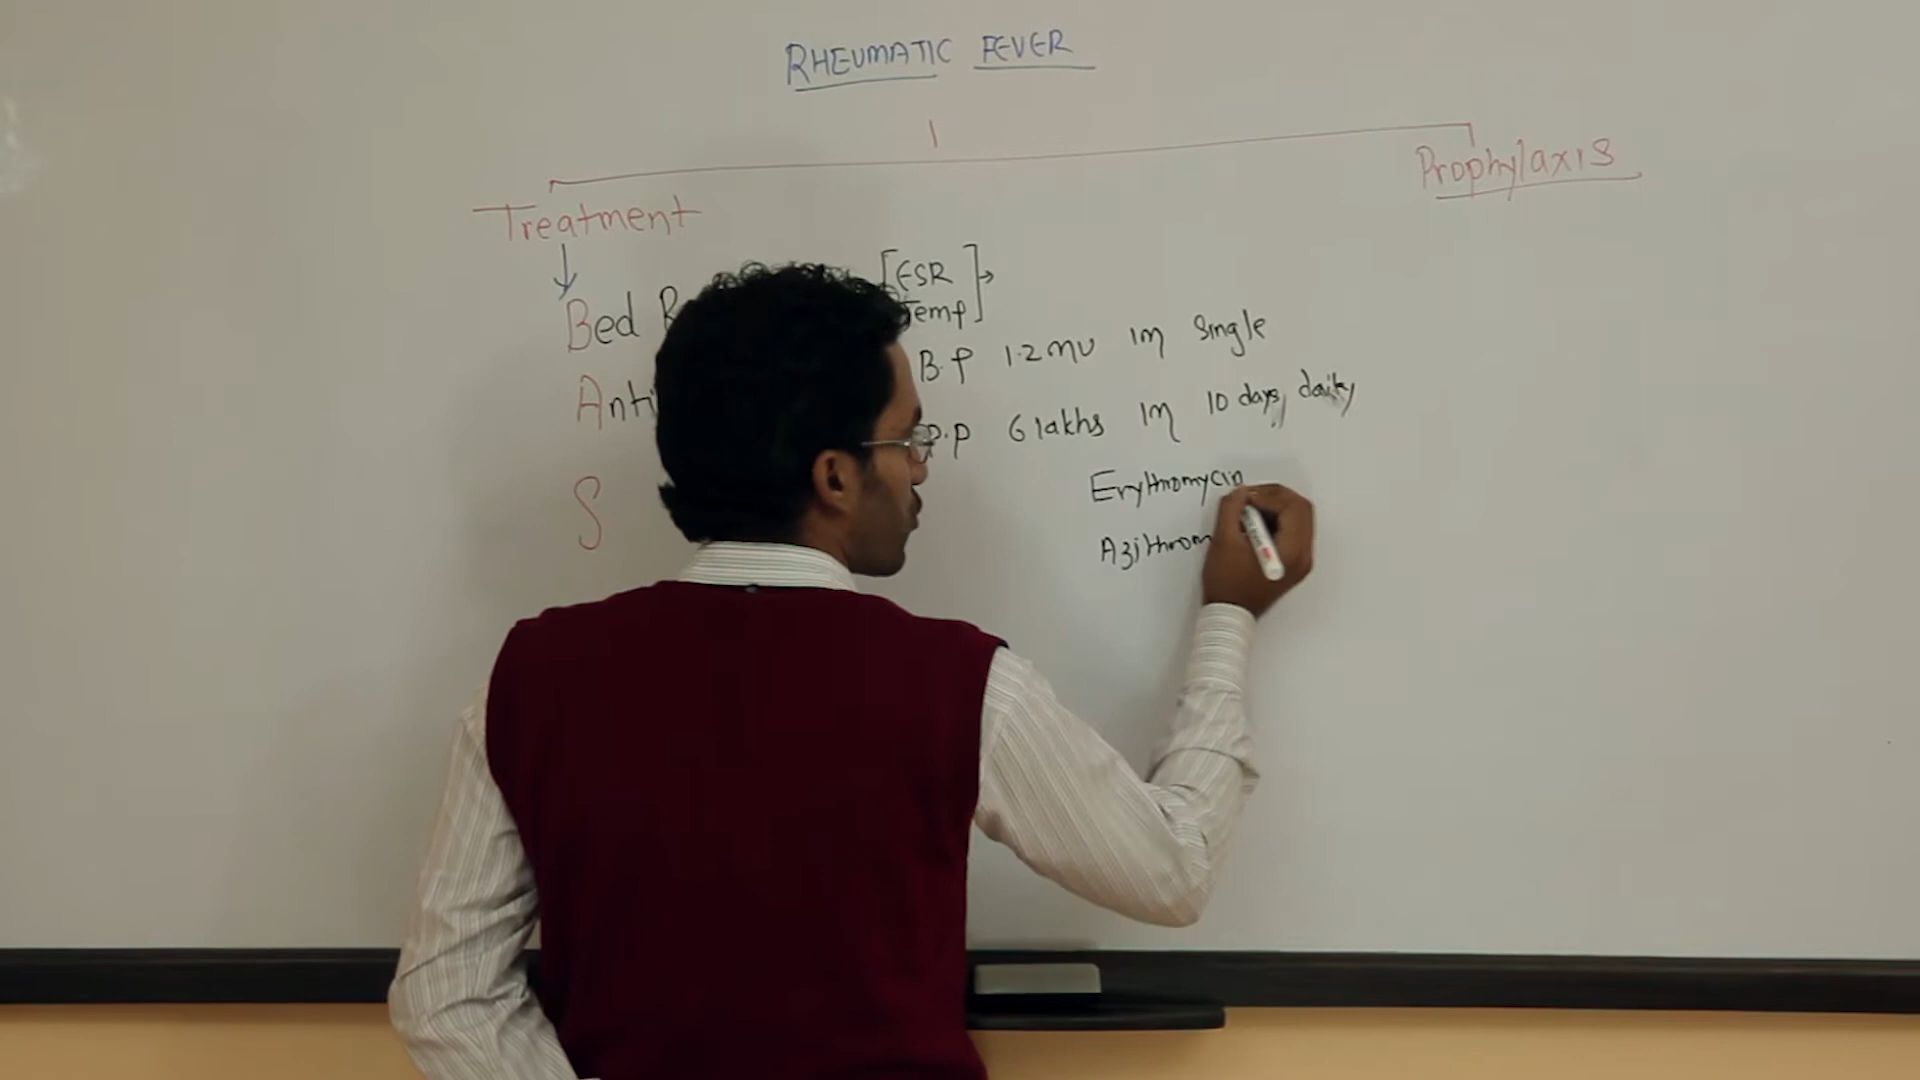 RHEUMATIC FEVER
Treatment
Prophylaxis
Bed
[ESR
Temp]
B.P 1.2 mu im Single
Anti
P.P 6 lakhs im 10 days, daily
Erythromycin
S
Azithrom